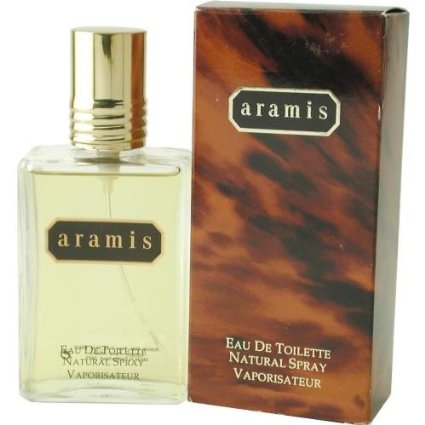 aramis
EAU DE TOILETTE
NATURAL SPRAY
VAPORISATEUR
aramis
EAU DE TOILETTE
NATURAL SPRAY
VAPORISATEUR